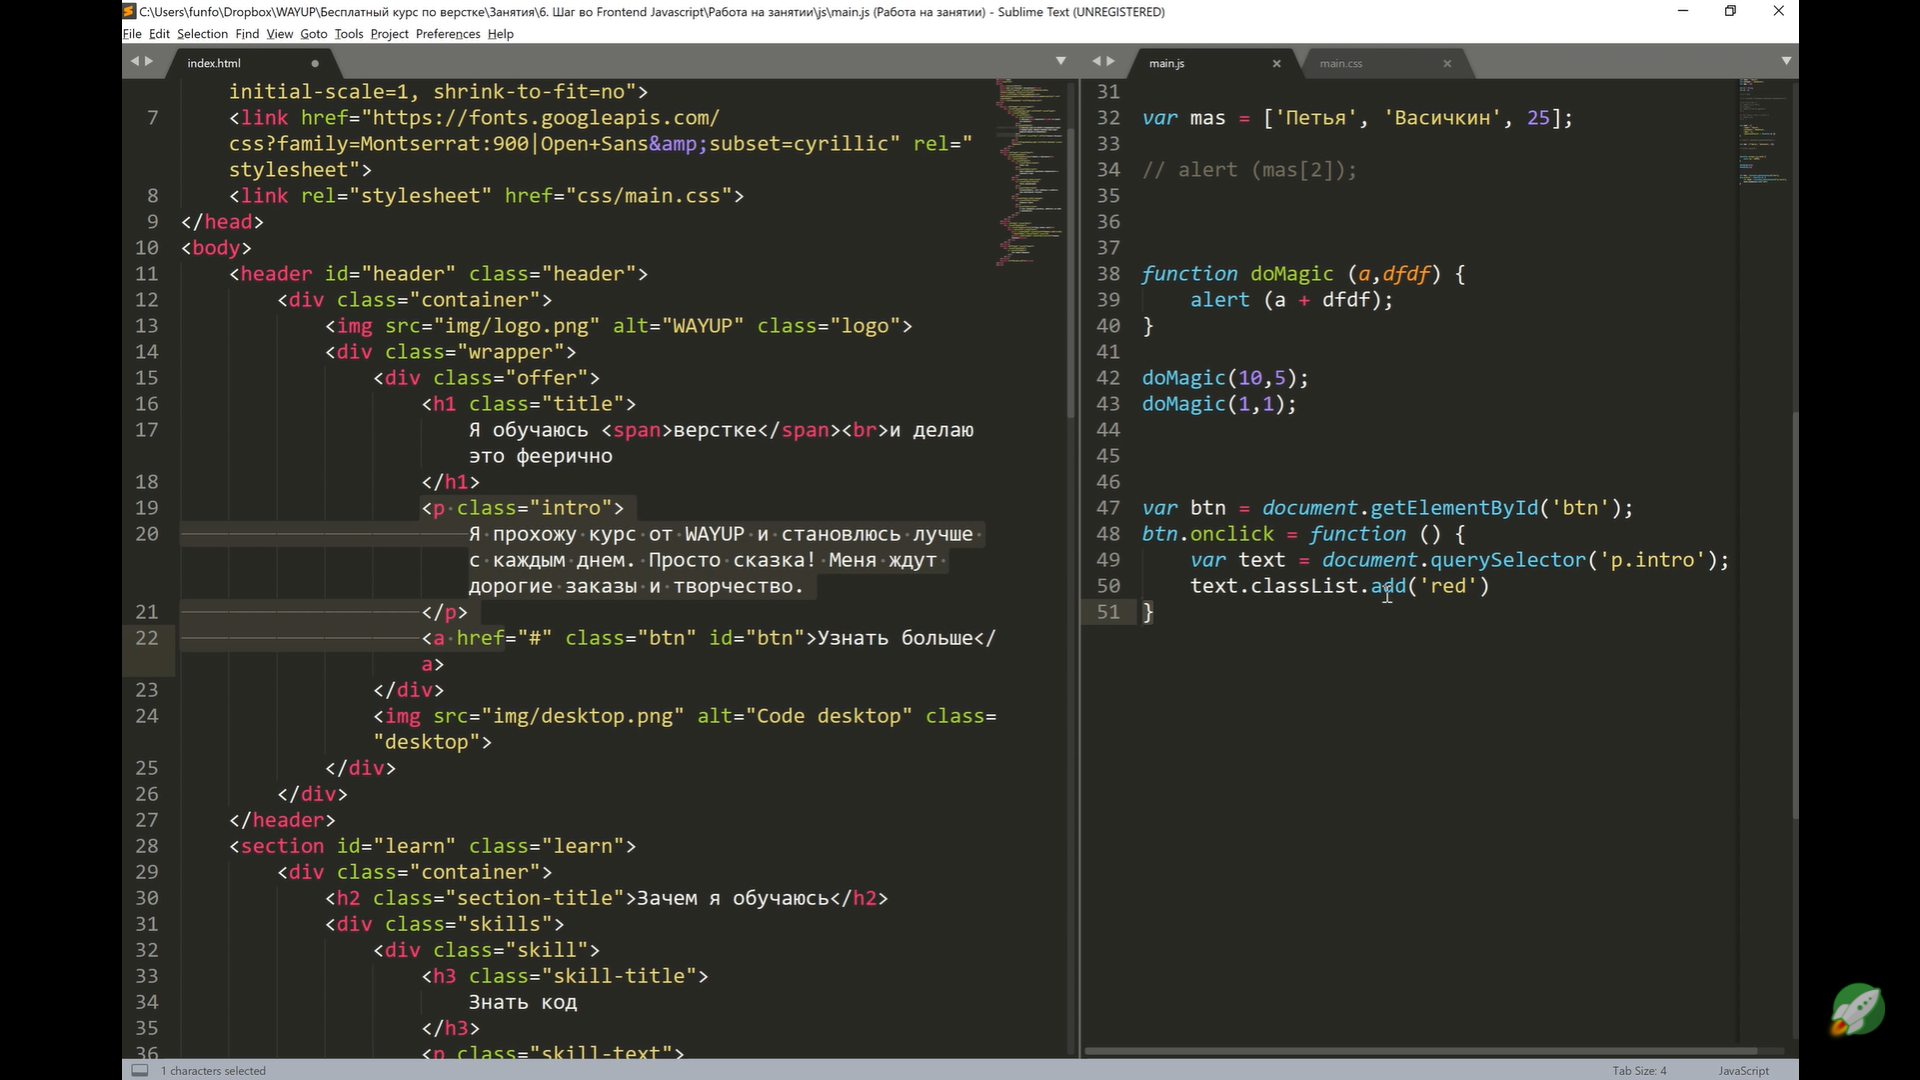 C:\Users\funfo\Dropbox\WAYUP\Бесплатный курс по верстке\Занятия\6. Шаг во Frontend Javascript\Работа на занятии\js\main.js (Работа на занятии) - Sublime Text (UNREGISTERED)
File Edit Selection Find View Goto Tools Project Preferences Help
index.html
initial-scale=1, shrink-to-fit=no">
7 <link href="https://fonts.googleapis.com/
css?family=Montserrat:900|Open+Sans&amp;subset=cyrillic" rel="
stylesheet">
8 <link rel="stylesheet" href="css/main.css">
9 </head>
10 <body>
11 <header id="header" class="header">
12 <div class="container">
13 <img src="img/logo.png" alt="WAYUP" class="logo">
14 <div class="wrapper">
15 <div class="offer">
16 <h1 class="title">
17 Я обучаюсь <span>верстке</span><br>и делаю
это феерично
18 </h1>
19 <p class="intro">
20 Я прохожу курс от WAYUP и становлюсь лучше
с каждым днем. Просто сказка! Меня ждут
дорогие заказы и творчество.
21 </p>
22 <a href="#" class="btn" id="btn">Узнать больше</
a>
23 </div>
24 <img src="img/desktop.png" alt="Code desktop" class=
"desktop">
25 </div>
26 </div>
27 </header>
28 <section id="learn" class="learn">
29 <div class="container">
30 <h2 class="section-title">Зачем я обучаюсь</h2>
31 <div class="skills">
32 <div class="skill">
33 <h3 class="skill-title">
34 Знать код
35 </h3>
36 <p class="skill-text">
main.js main.css
31
32 var mas = ['Петья', 'Васичкин', 25];
33
34 // alert (mas[2]);
35
36
37
38 function doMagic (a,dfdf) {
39 alert (a + dfdf);
40 }
41
42 doMagic(10,5);
43 doMagic(1,1);
44
45
46
47 var btn = document.getElementById('btn');
48 btn.onclick = function () {
49 var text = document.querySelector('p.intro');
50 text.classList.add('red')
51 }
1 characters selected
Tab Size: 4 JavaScript